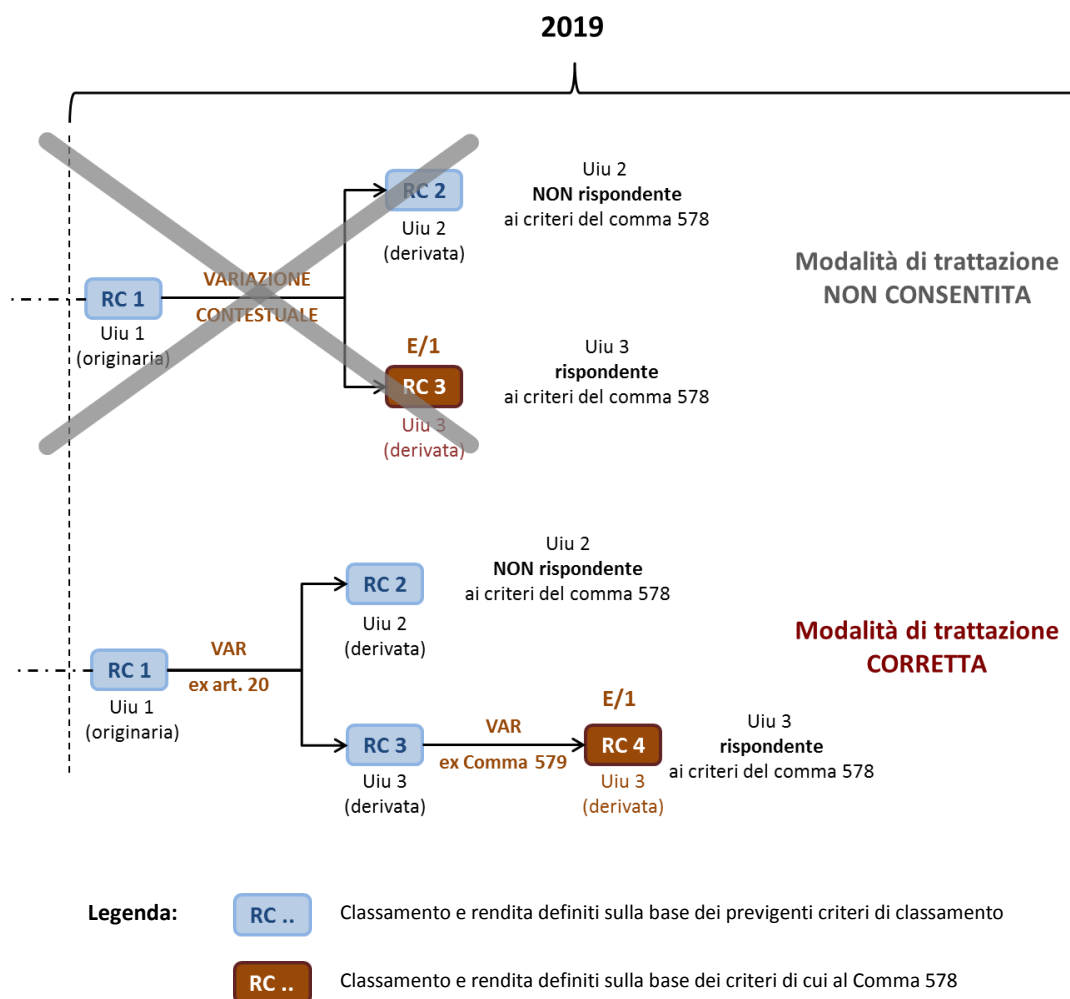 2019
RC 2
Uiu 2
(derivata)
Uiu 2
NON rispondente
ai criteri del comma 578
VARIAZIONE
CONTESTUALE
RC 1
Uiu 1
(originaria)
E/1
RC 3
Uiu 3
(derivata)
Uiu 3
rispondente
ai criteri del comma 578
Modalità di trattazione
NON CONSENTITA
RC 2
Uiu 2
(derivata)
Uiu 2
NON rispondente
ai criteri del comma 578
VAR
ex art. 20
RC 1
Uiu 1
(originaria)
RC 3
Uiu 3
(derivata)
VAR
ex Comma 579
E/1
RC 4
Uiu 3
(derivata)
Uiu 3
rispondente
ai criteri del comma 578
Modalità di trattazione
CORRETTA
Legenda:
RC ..
Classamento e rendita definiti sulla base dei previgenti criteri di classamento
RC ..
Classamento e rendita definiti sulla base dei criteri di cui al Comma 578